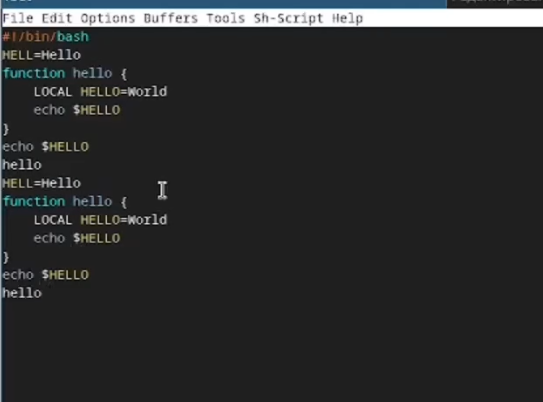 File Edit Options Buffers Tools Sh-Script Help
#!/bin/bash
HELL=Hello
function hello {
    LOCAL HELLO=World
    echo $HELLO
}
echo $HELLO
hello
HELL=Hello
function hello {
    LOCAL HELLO=World
    echo $HELLO
}
echo $HELLO
hello